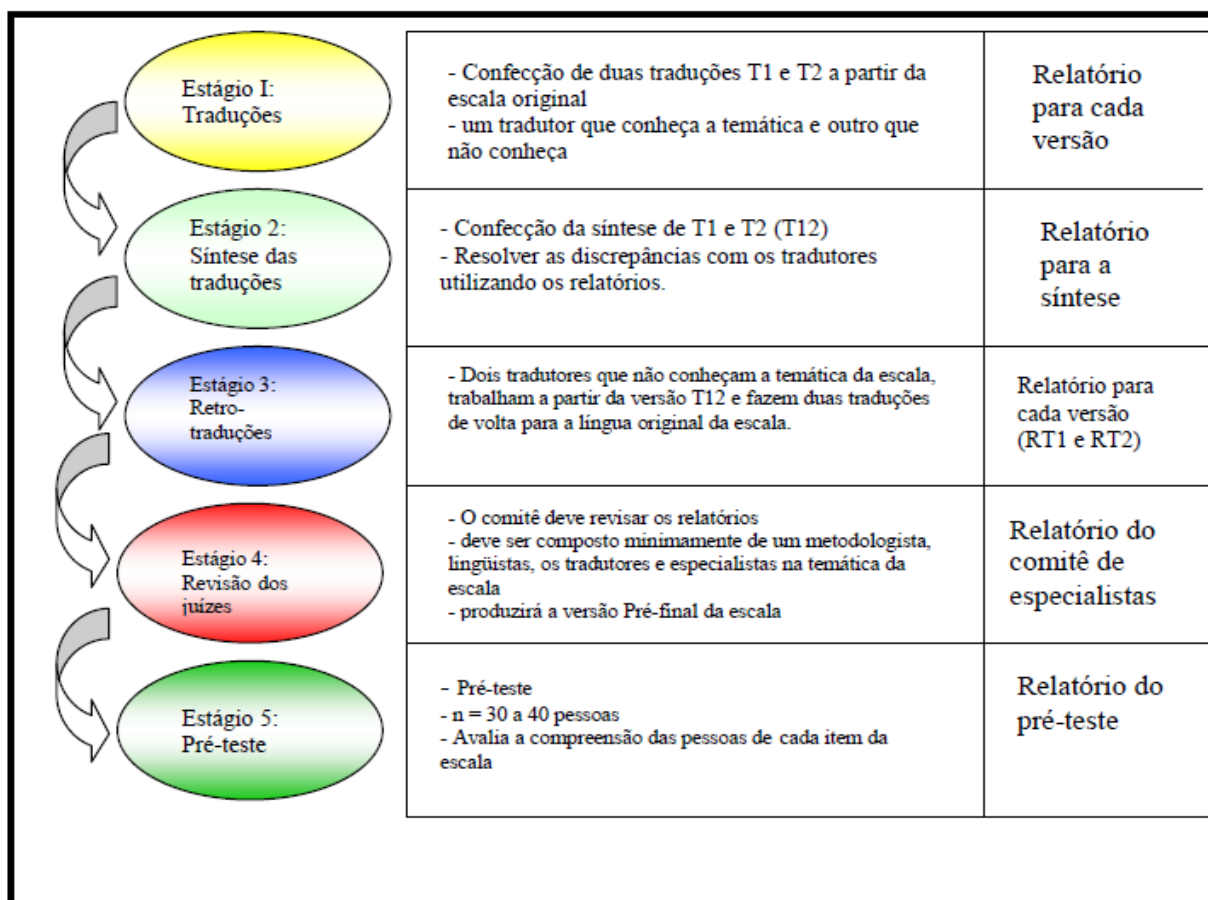 Estágio I:
Traduções
- Confecção de duas traduções T1 e T2 a partir da
escala original
- um tradutor que conheça a temática e outro que
não conheça
Relatório
para cada
versão
Estágio 2:
Síntese das
traduções
- Confecção da síntese de T1 e T2 (T12)
- Resolver as discrepâncias com os tradutores
utilizando os relatórios.
Relatório
para a
síntese
Estágio 3:
Retro-
traduções
- Dois tradutores que não conheçam a temática da escala,
trabalham a partir da versão T12 e fazem duas traduções
de volta para a língua original da escala.
Relatório para
cada versão
(RT1 e RT2)
Estágio 4:
Revisão dos
juízes
- O comitê deve revisar os relatórios
- deve ser composto minimamente de um metodologista,
lingüistas, os tradutores e especialistas na temática da
escala
- produzirá a versão Pré-final da escala
Relatório do
comitê de
especialistas
Estágio 5:
Pré-teste
- Pré-teste
- n = 30 a 40 pessoas
- Avalia a compreensão das pessoas de cada item da
escala
Relatório do
pré-teste